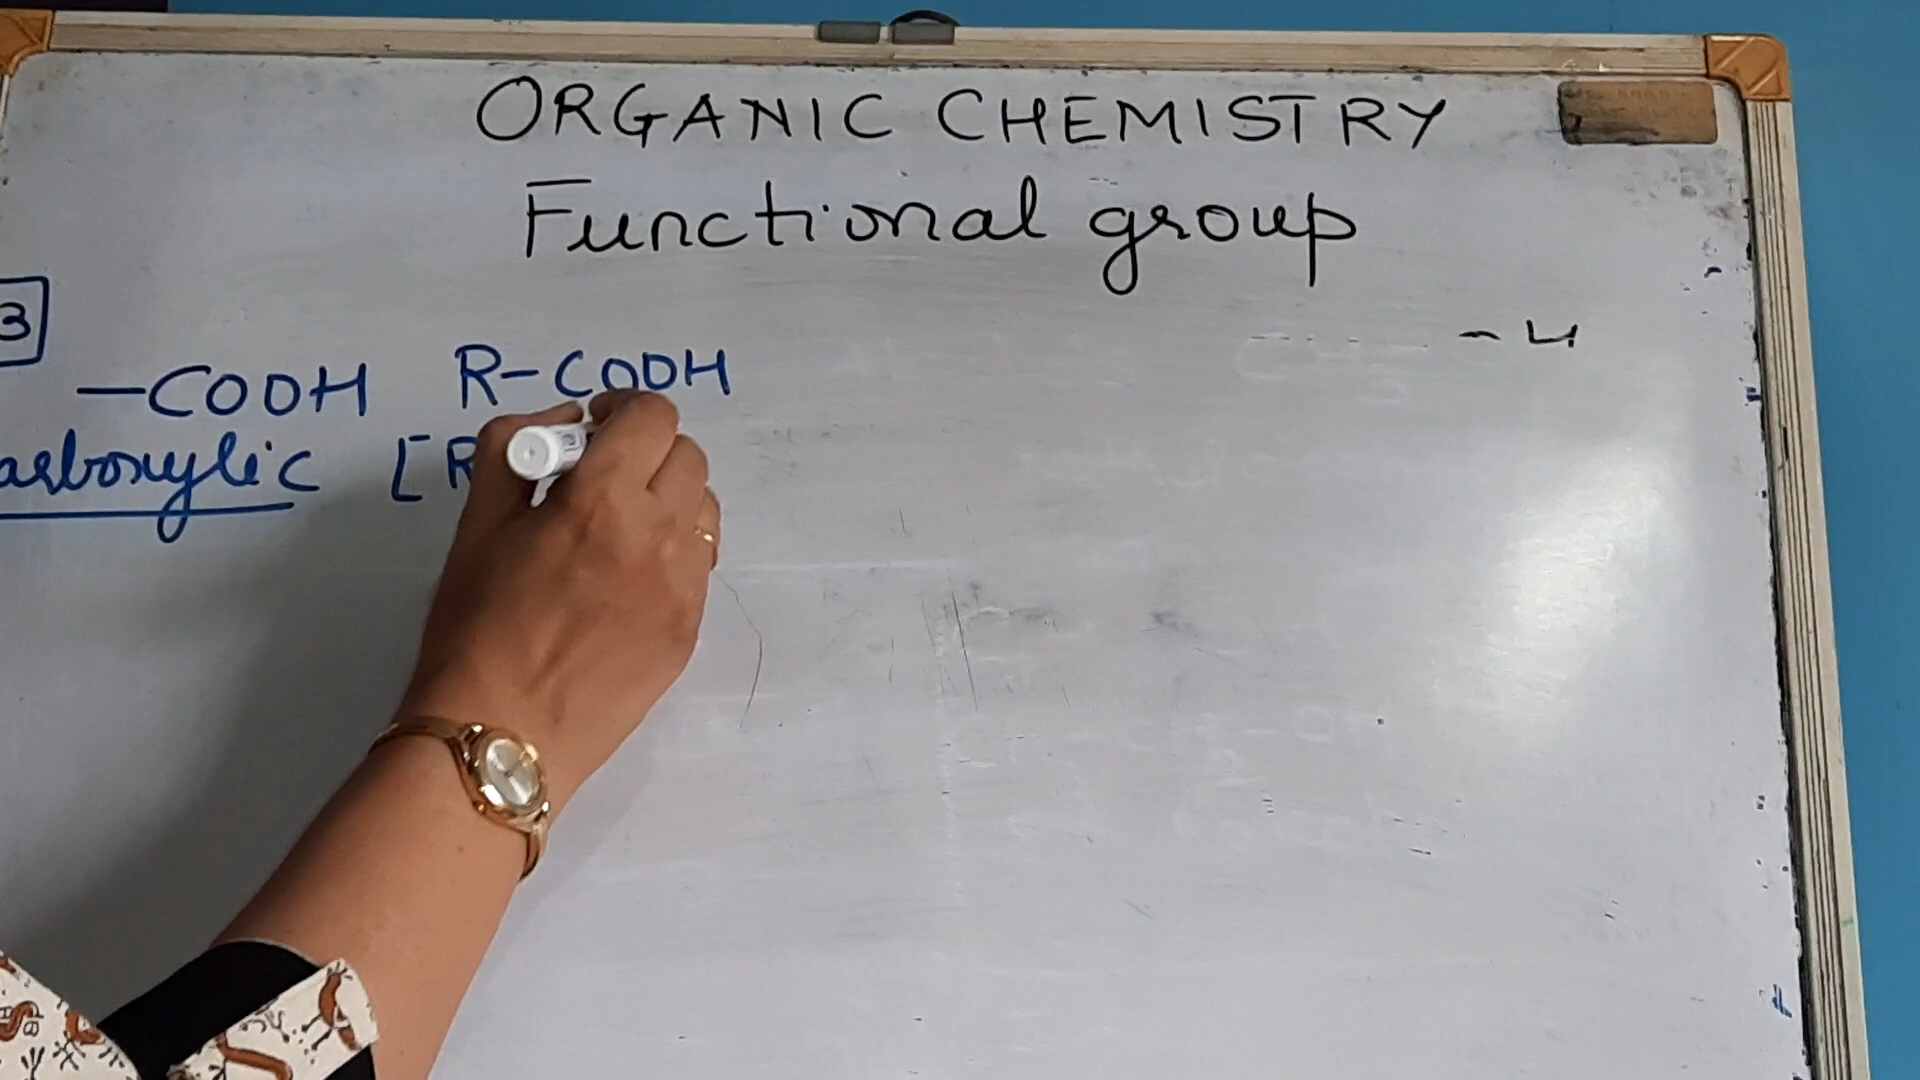 ORGANIC CHEMISTRY
Functional group
3
-COOH R-COOH
arboxylic [R